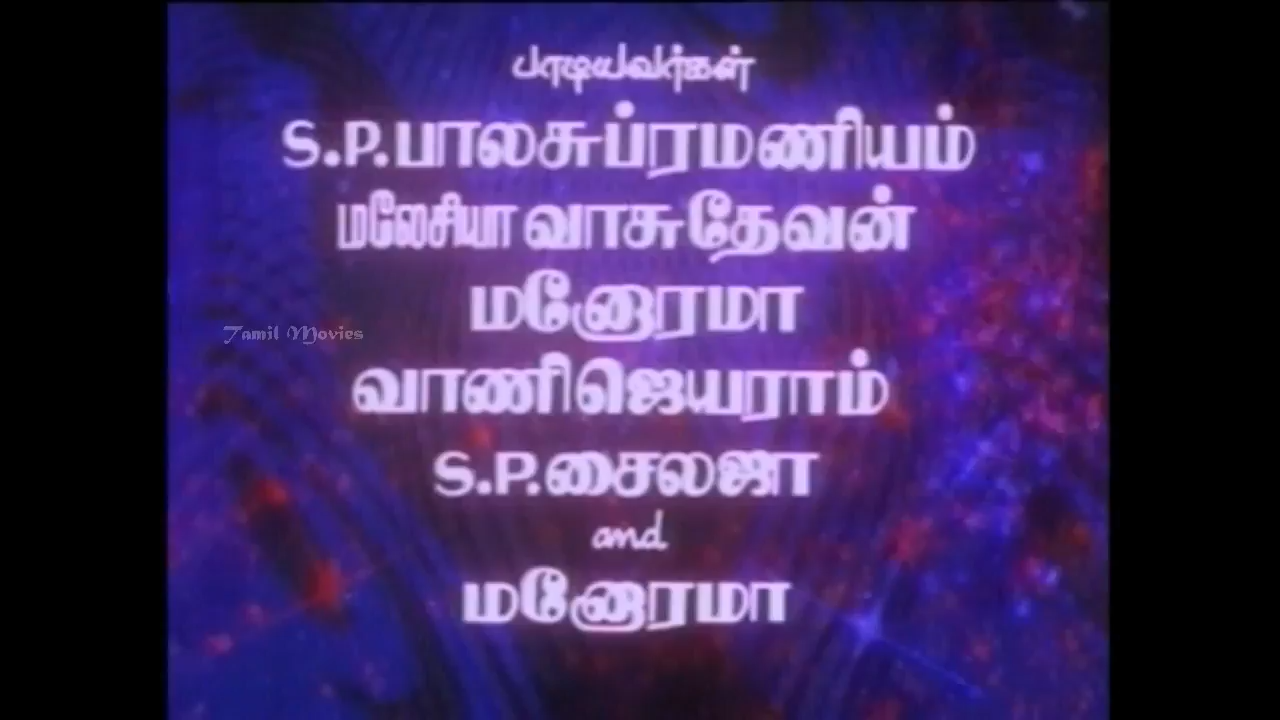 பாடியவர்கள்
S.P.பாலசுப்ரமணியம்
மலேசியா வாசுதேவன்
மனோரமா
Tamil Movies
வாணிஜெயராம்
S.P.சைலஜா
and
மனோரமா